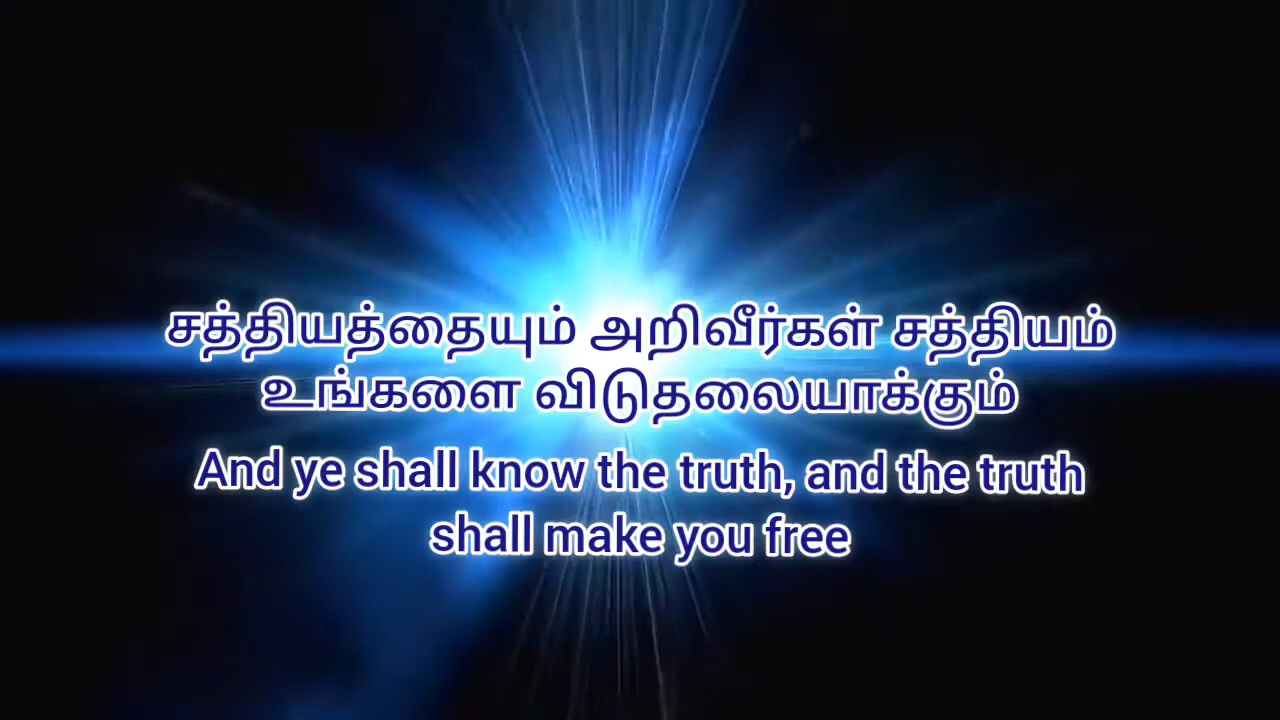 சத்தியத்தையும் அறிவீர்கள் சத்தியம்
உங்களை விடுதலையாக்கும்
And ye shall know the truth, and the truth
shall make you free